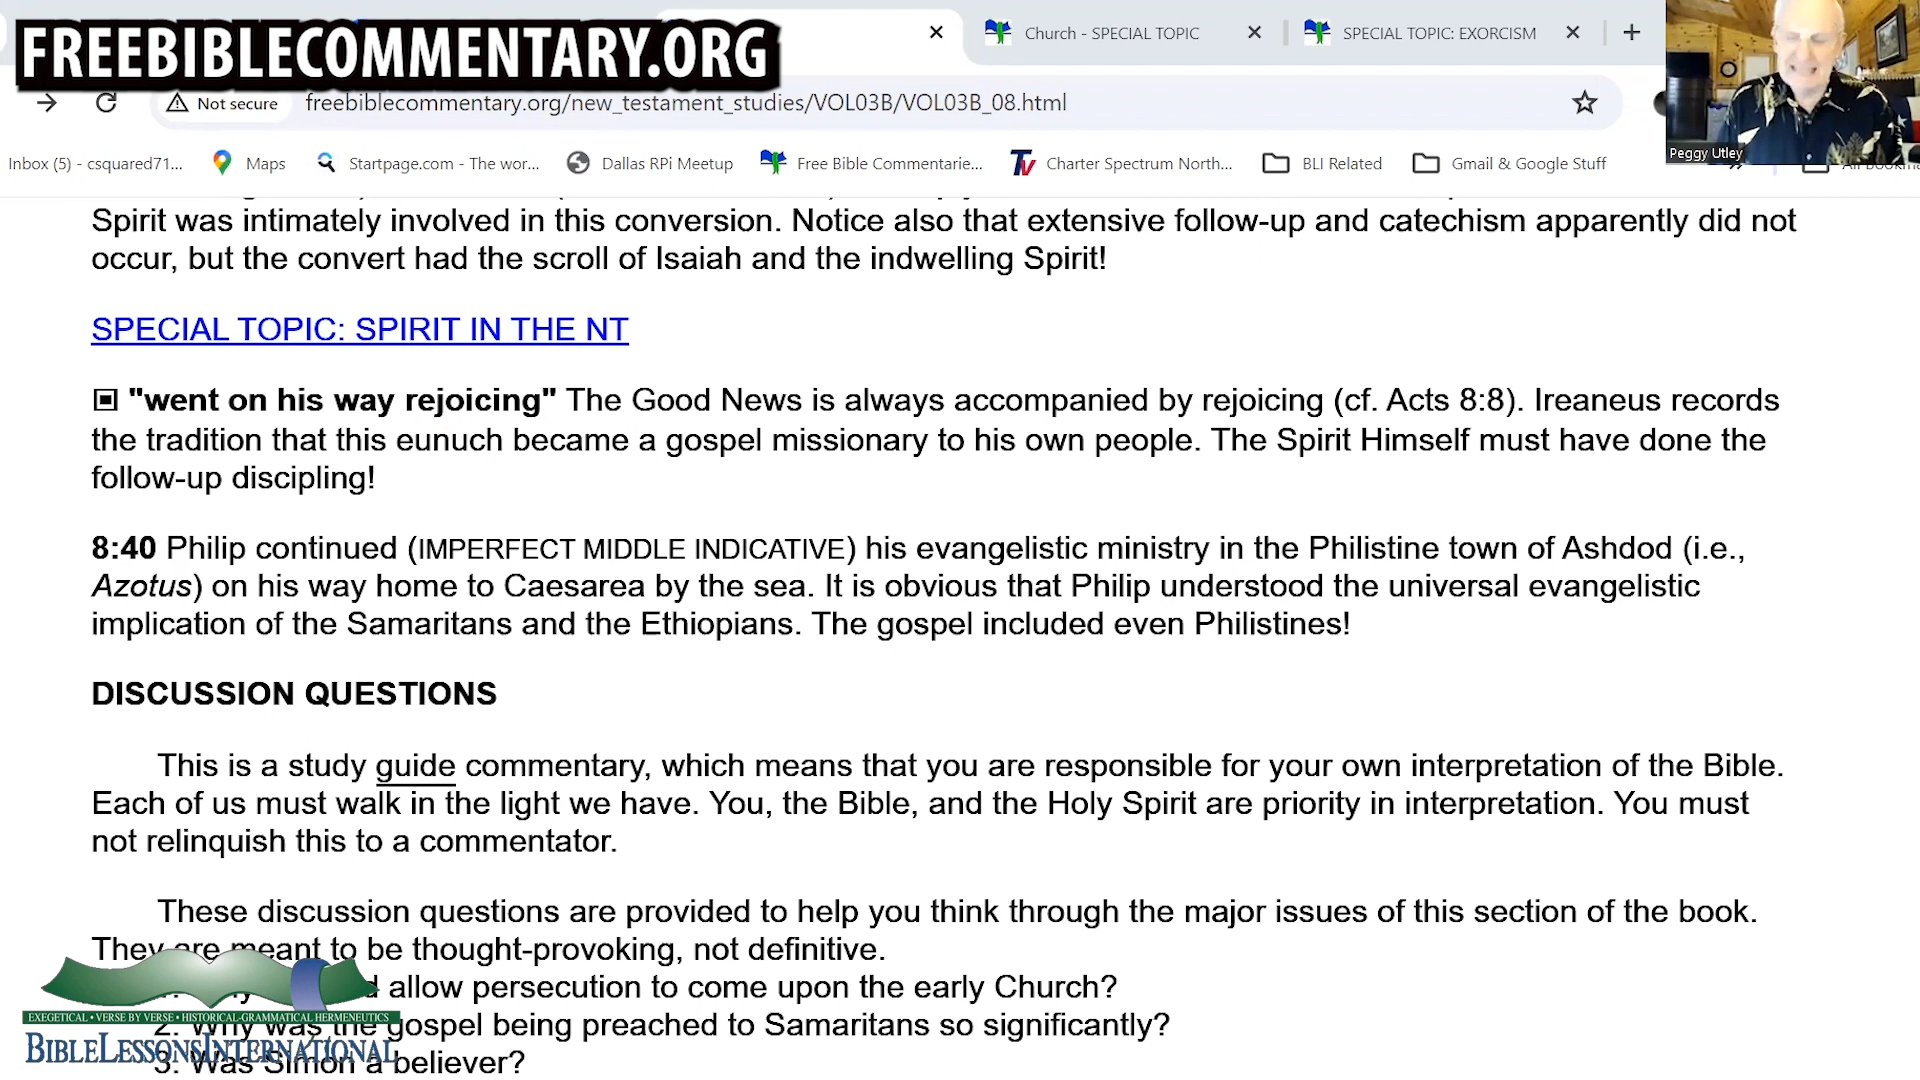 FREEBIBLECOMMENTARY.ORG
Church - SPECIAL TOPIC
SPECIAL TOPIC: EXORCISM
Not secure
freebiblecommentary.org/new_testament_studies/VOL03B/VOL03B_08.html
Peggy Utley
Inbox (5) - csquared71...
Maps
Startpage.com - The wor...
Dallas RPi Meetup
Free Bible Commentarie...
Charter Spectrum North...
BLI Related
Gmail & Google Stuff
Spirit was intimately involved in this conversion. Notice also that extensive follow-up and catechism apparently did not
occur, but the convert had the scroll of Isaiah and the indwelling Spirit!
SPECIAL TOPIC: SPIRIT IN THE NT
"went on his way rejoicing" The Good News is always accompanied by rejoicing (cf. Acts 8:8). Ireaneus records
the tradition that this eunuch became a gospel missionary to his own people. The Spirit Himself must have done the
follow-up discipling!
8:40 Philip continued (IMPERFECT MIDDLE INDICATIVE) his evangelistic ministry in the Philistine town of Ashdod (i.e.,
Azotus) on his way home to Caesarea by the sea. It is obvious that Philip understood the universal evangelistic
implication of the Samaritans and the Ethiopians. The gospel included even Philistines!
DISCUSSION QUESTIONS
This is a study guide commentary, which means that you are responsible for your own interpretation of the Bible.
Each of us must walk in the light we have. You, the Bible, and the Holy Spirit are priority in interpretation. You must
not relinquish this to a commentator.
These discussion questions are provided to help you think through the major issues of this section of the book.
They are meant to be thought-provoking, not definitive.
allow persecution to come upon the early Church?
2. Why was the gospel being preached to Samaritans so significantly?
3. Was Simon a believer?
EXEGETICAL • VERSE BY VERSE • HISTORICAL-GRAMMATICAL HERMENEUTICS
BIBLELESSONSINTERNATIONAL